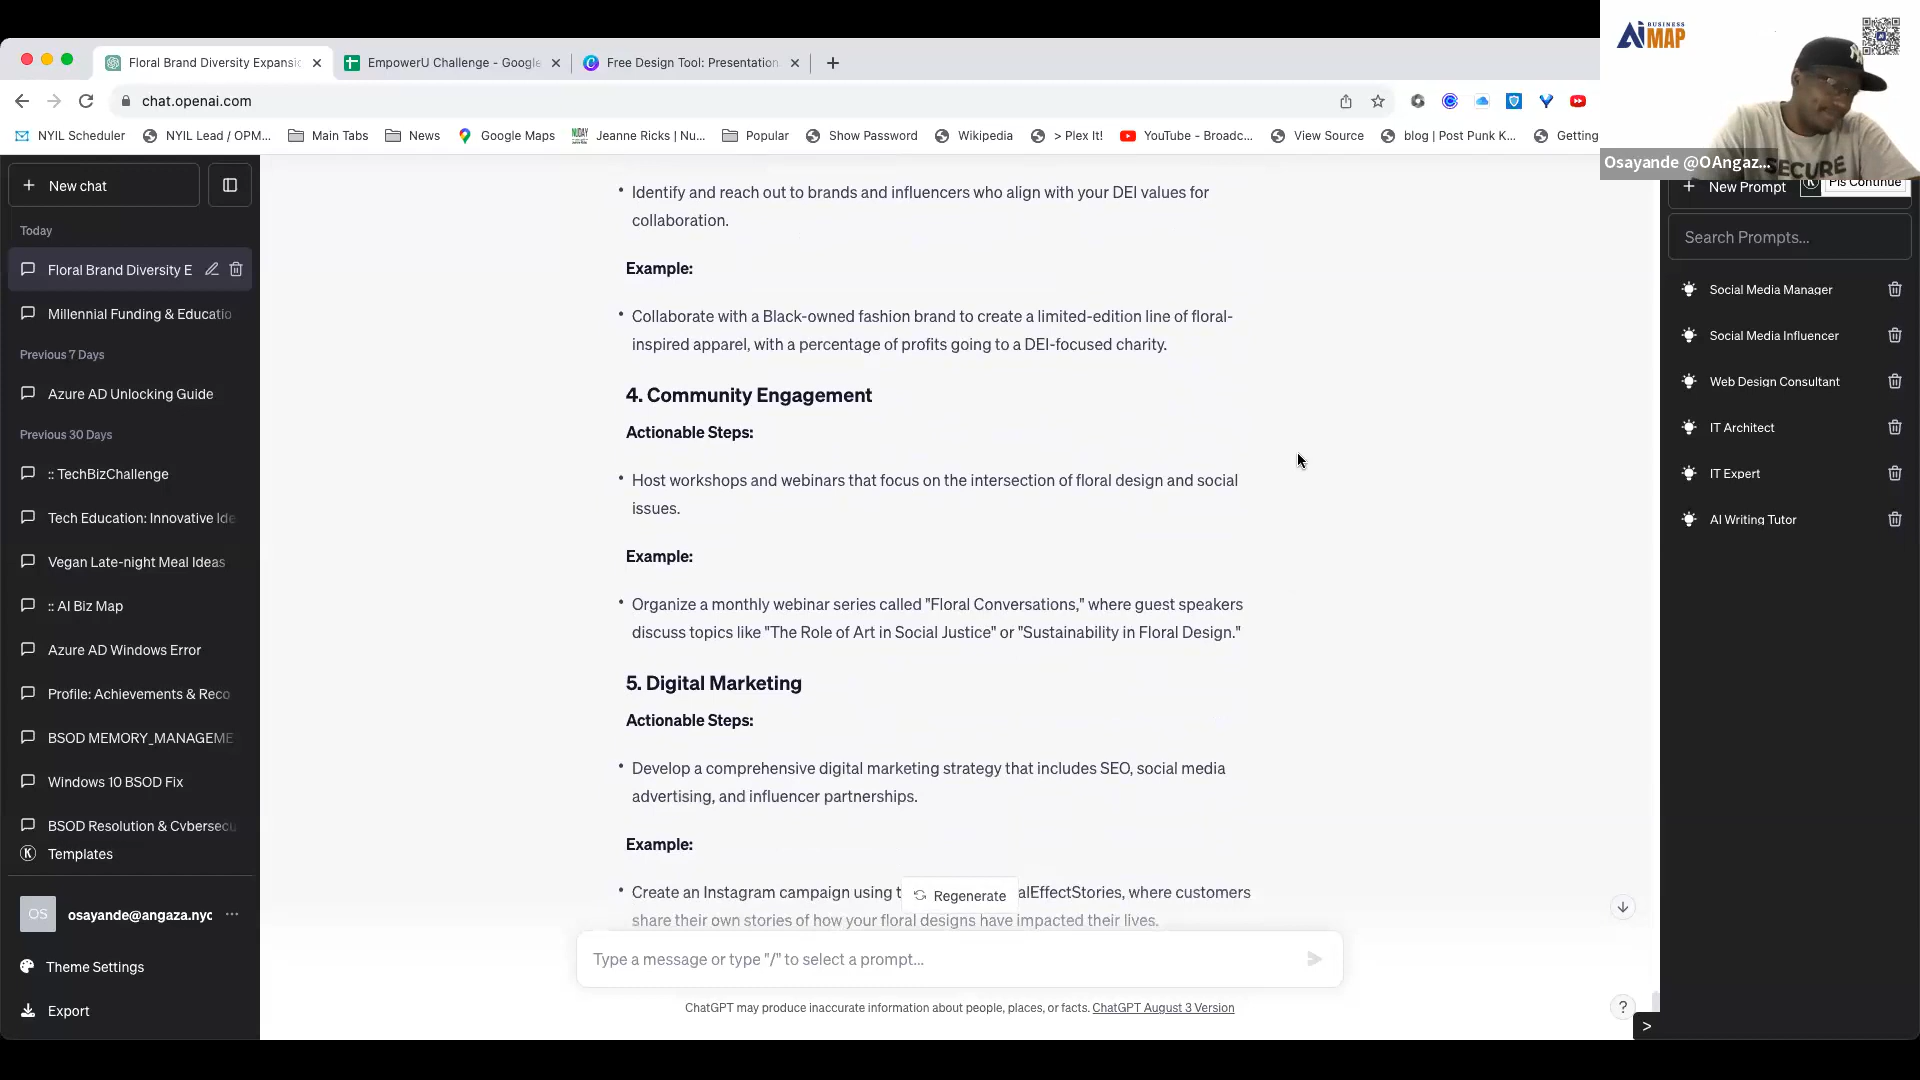 BUSINESS
AiMAP
Floral Brand Diversity Expansio
EmpowerU Challenge - Google
Free Design Tool: Presentation
chat.openai.com
NYIL Scheduler
NYIL Lead / OPM...
Main Tabs
News
Google Maps
Jeanne Ricks | Nu...
Popular
Show Password
Wikipedia
> Plex It!
YouTube - Broadc...
View Source
blog | Post Punk K...
Getting
SECURE
Osayande @OAngaz...
New chat
Today
Floral Brand Diversity E
Millennial Funding & Educatio
Previous 7 Days
Azure AD Unlocking Guide
Previous 30 Days
:: TechBizChallenge
Tech Education: Innovative Ide
Vegan Late-night Meal Ideas
:: AI Biz Map
Azure AD Windows Error
Profile: Achievements & Reco
BSOD MEMORY_MANAGEME
Windows 10 BSOD Fix
BSOD Resolution & Cybersecu
Templates
OS
osayande@angaza.nyc
Theme Settings
Export
• Identify and reach out to brands and influencers who align with your DEI values for
collaboration.
Example:
• Collaborate with a Black-owned fashion brand to create a limited-edition line of floral-
inspired apparel, with a percentage of profits going to a DEI-focused charity.
4. Community Engagement
Actionable Steps:
• Host workshops and webinars that focus on the intersection of floral design and social
issues.
Example:
• Organize a monthly webinar series called "Floral Conversations," where guest speakers
discuss topics like "The Role of Art in Social Justice" or "Sustainability in Floral Design."
5. Digital Marketing
Actionable Steps:
• Develop a comprehensive digital marketing strategy that includes SEO, social media
advertising, and influencer partnerships.
Example:
• Create an Instagram campaign using t
alEffectStories, where customers
share their own stories of how your floral designs have impacted their lives.
Regenerate
Type a message or type "/" to select a prompt...
ChatGPT may produce inaccurate information about people, places, or facts. ChatGPT August 3 Version
?
>
New Prompt
Pls Continue
Search Prompts...
Social Media Manager
Social Media Influencer
Web Design Consultant
IT Architect
IT Expert
AI Writing Tutor